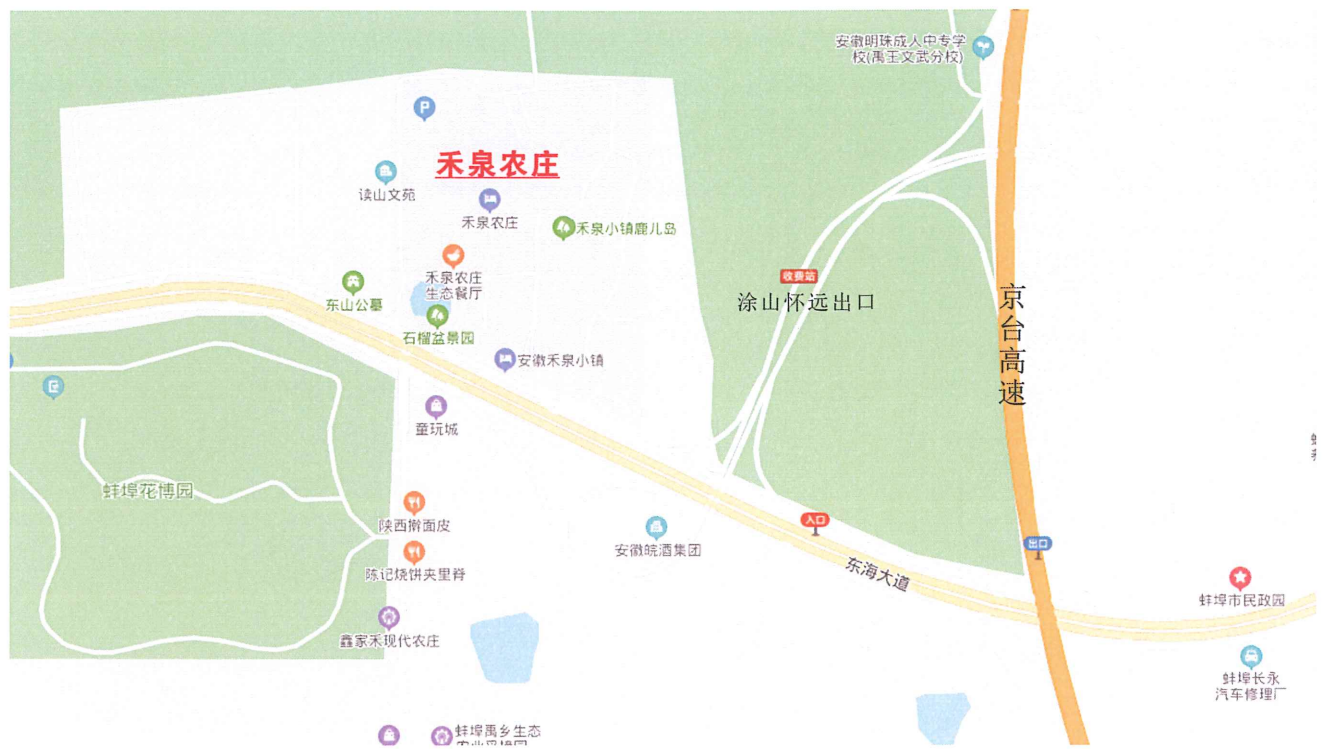 安徽明珠成人中专学
校(禹王文武分校)
P
禾泉农庄
读山文苑
禾泉农庄
禾泉小镇鹿儿岛
禾泉农庄
生态餐厅
收费站
东山公墓
涂山怀远出口
京台高速
石榴盆景园
安徽禾泉小镇
童玩城
蚌埠花博园
陕西擀面皮
入口
安徽皖酒集团
出口
陈记烧饼夹里脊
东海大道
蚌埠市民政园
鑫家禾现代农庄
蚌埠长永
汽车修理厂
蚌埠禹乡生态